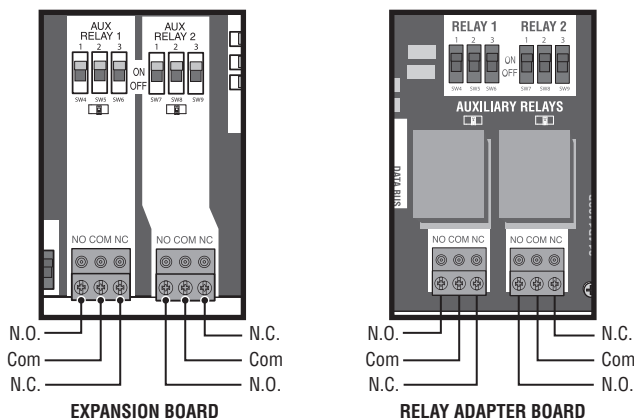 AUX
RELAY 1
AUX
RELAY 2
1 2 3
1 2 3
ON
OFF
SW4 SW5 SW6
SW7 SW8 SW9
NO COM NC
NO COM NC
N.O.
Com
N.C.
N.C.
Com
N.O.
EXPANSION BOARD
RELAY 1
RELAY 2
1 2 3
1 2 3
ON
OFF
SW4 SW5 SW6
SW7 SW8 SW9
AUXILIARY RELAYS
DATA BUS
NO COM NC
NO COM NC
N.O.
Com
N.C.
N.C.
Com
N.O.
RELAY ADAPTER BOARD